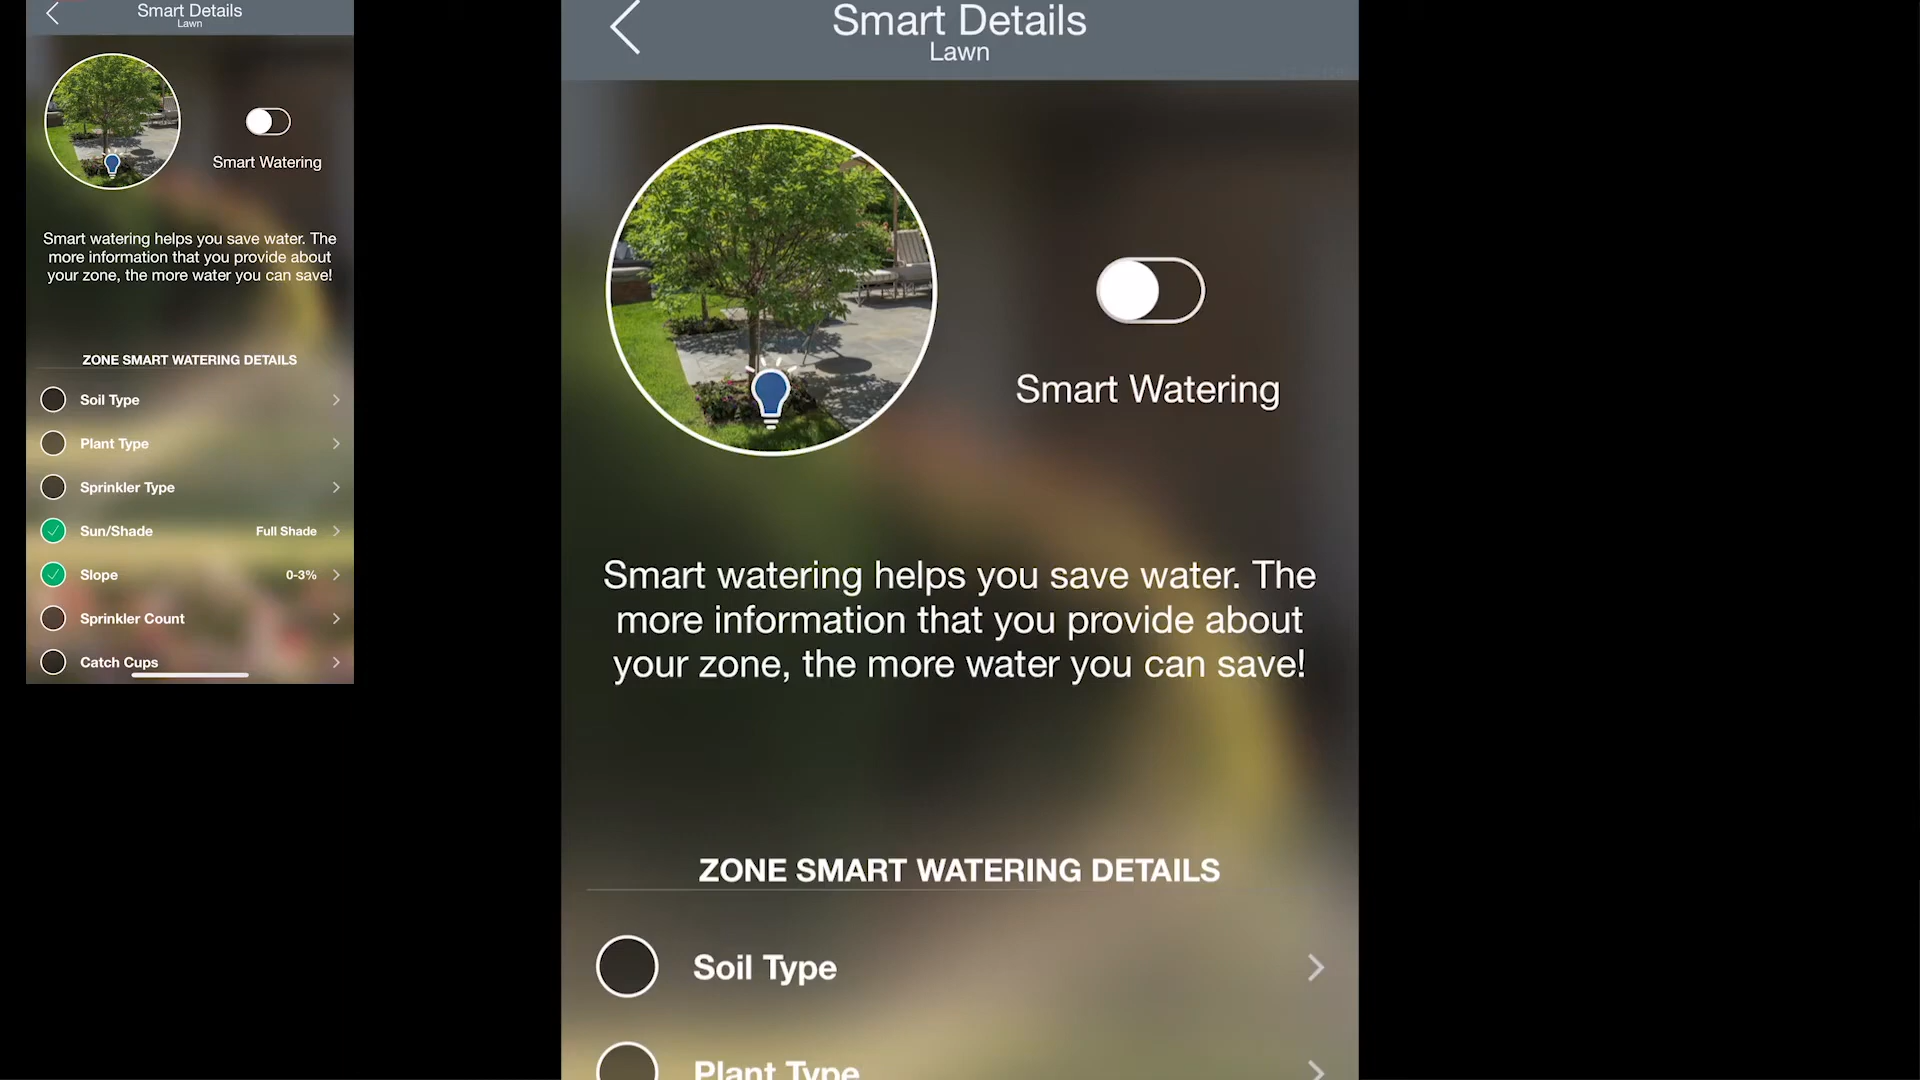 Smart Details
Lawn
Smart Watering
Smart watering helps you save water. The
more information that you provide about
your zone, the more water you can save!
ZONE SMART WATERING DETAILS
Soil Type
Plant Type
Sprinkler Type
Sun/Shade Full Shade
Slope 0-3%
Sprinkler Count
Catch Cups
Smart Details
Lawn
Smart Watering
Smart watering helps you save water. The
more information that you provide about
your zone, the more water you can save!
ZONE SMART WATERING DETAILS
Soil Type
Plant Type